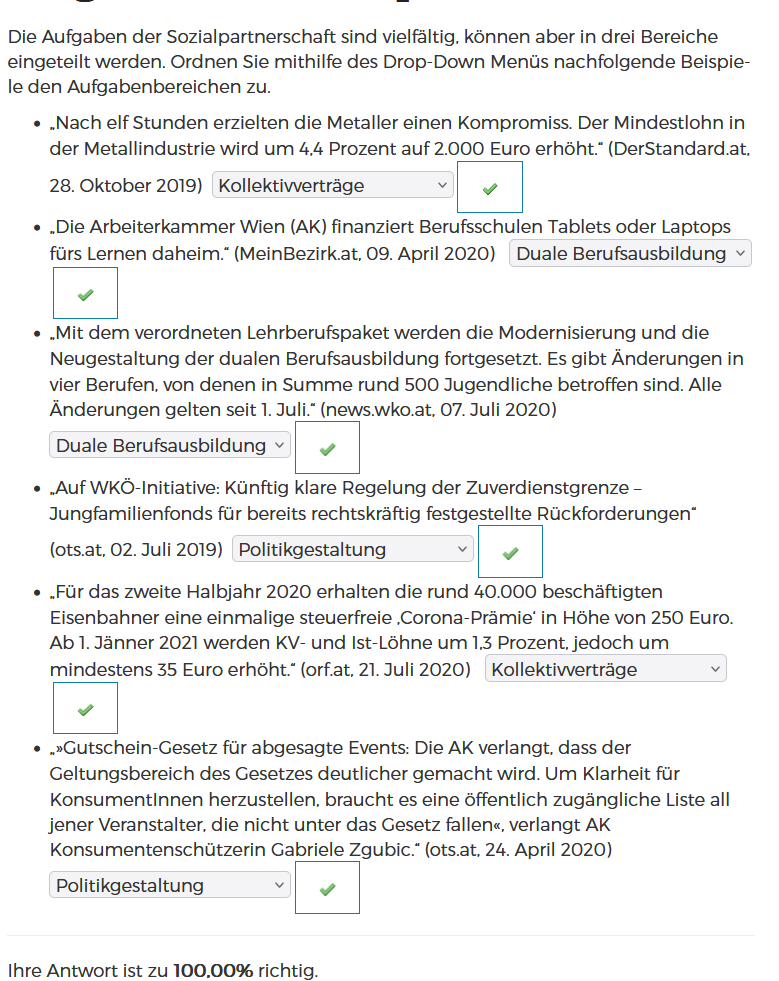 Die Aufgaben der Sozialpartnerschaft sind vielfältig, können aber in drei Bereiche
eingeteilt werden. Ordnen Sie mithilfe des Drop-Down Menüs nachfolgende Beispie-
le den Aufgabenbereichen zu.
• „Nach elf Stunden erzielten die Metaller einen Kompromiss. Der Mindestlohn in
der Metallindustrie wird um 4,4 Prozent auf 2.000 Euro erhöht.“ (DerStandard.at,
28. Oktober 2019) Kollektivverträge
• „Die Arbeiterkammer Wien (AK) finanziert Berufsschulen Tablets oder Laptops
fürs Lernen daheim.“ (MeinBezirk.at, 09. April 2020) Duale Berufsausbildung
• „Mit dem verordneten Lehrberufspaket werden die Modernisierung und die
Neugestaltung der dualen Berufsausbildung fortgesetzt. Es gibt Änderungen in
vier Berufen, von denen in Summe rund 500 Jugendliche betroffen sind. Alle
Änderungen gelten seit 1. Juli.“ (news.wko.at, 07. Juli 2020)
Duale Berufsausbildung
• „Auf WKÖ-Initiative: Künftig klare Regelung der Zuverdienstgrenze –
Jungfamilienfonds für bereits rechtskräftig festgestellte Rückforderungen“
(ots.at, 02. Juli 2019) Politikgestaltung
• „Für das zweite Halbjahr 2020 erhalten die rund 40.000 beschäftigten
Eisenbahner eine einmalige steuerfreie ‚Corona-Prämie‘ in Höhe von 250 Euro.
Ab 1. Jänner 2021 werden KV- und Ist-Löhne um 1,3 Prozent, jedoch um
mindestens 35 Euro erhöht.“ (orf.at, 21. Juli 2020) Kollektivverträge
• „»Gutschein-Gesetz für abgesagte Events: Die AK verlangt, dass der
Geltungsbereich des Gesetzes deutlicher gemacht wird. Um Klarheit für
KonsumentInnen herzustellen, braucht es eine öffentlich zugängliche Liste all
jener Veranstalter, die nicht unter das Gesetz fallen«, verlangt AK
Konsumentenschützerin Gabriele Zgubic.“ (ots.at, 24. April 2020)
Politikgestaltung
Ihre Antwort ist zu 100,00% richtig.